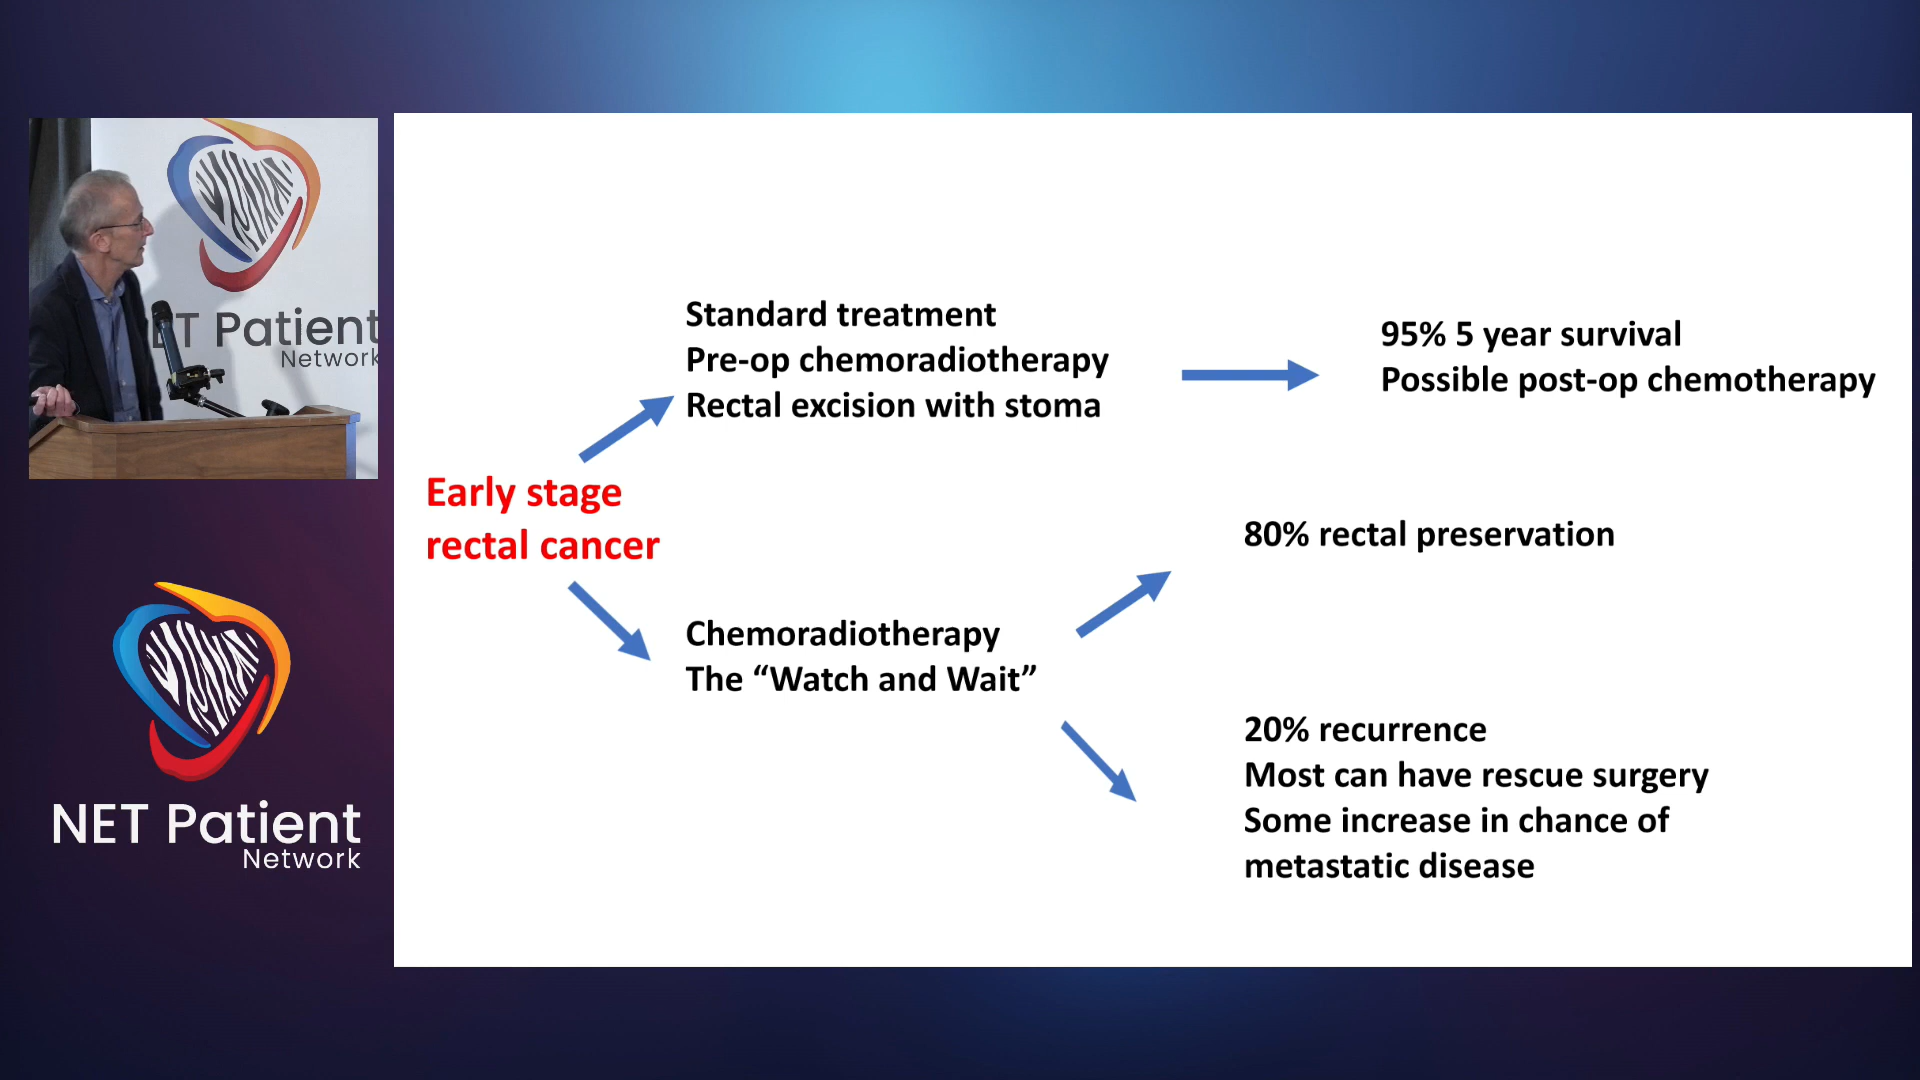 ET Patient
Network
NET Patient
Network
Standard treatment
Pre-op chemoradiotherapy
Rectal excision with stoma
95% 5 year survival
Possible post-op chemotherapy
Early stage
rectal cancer
80% rectal preservation
Chemoradiotherapy
The “Watch and Wait”
20% recurrence
Most can have rescue surgery
Some increase in chance of
metastatic disease